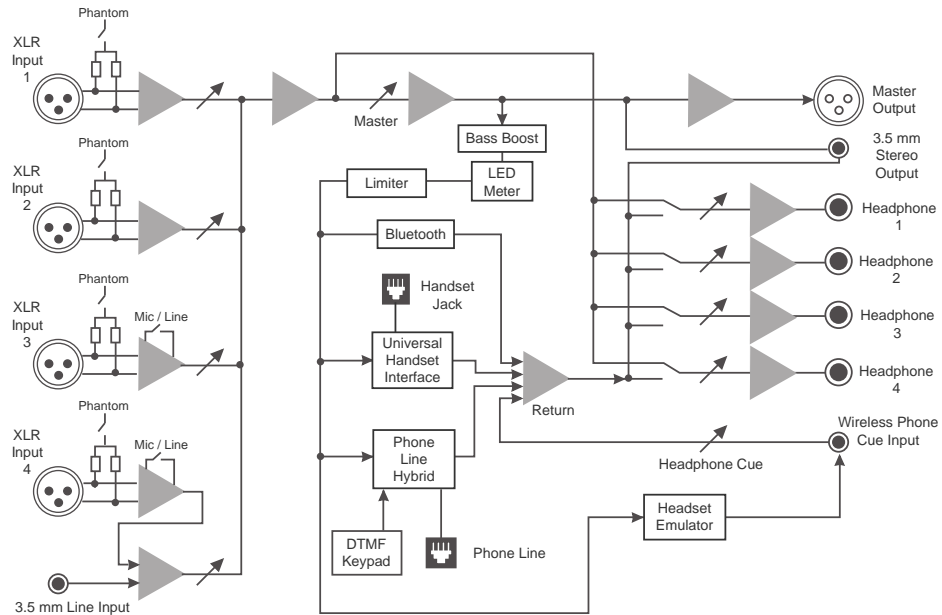 Phantom
XLR
Input
1
Master
Master
Output
Bass Boost
3.5 mm
Stereo
Output
Phantom
XLR
Input
2
LED
Meter
Limiter
Bluetooth
Headphone
1
Headphone
2
Handset
Jack
Phantom
XLR
Input
3
Mic / Line
Universal
Handset
Interface
Headphone
3
Headphone
4
Return
Phantom
XLR
Input
4
Mic / Line
Phone
Line
Hybrid
Wireless Phone
Cue Input
Headphone Cue
Headset
Emulator
DTMF
Keypad
Phone Line
3.5 mm Line Input